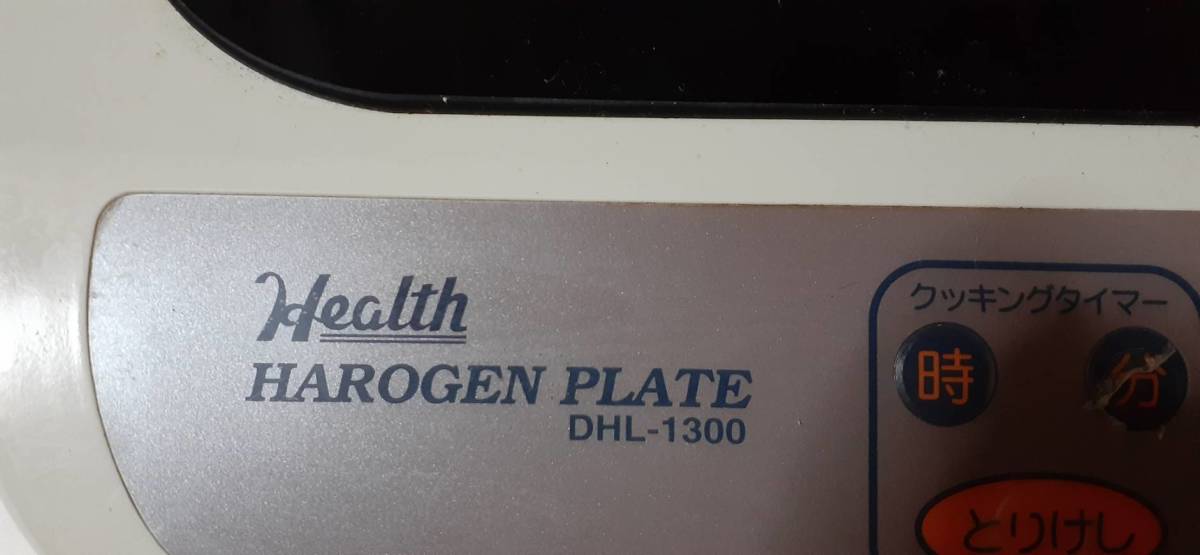 Health
HAROGEN PLATE
DHL-1300
クッキングタイマー
時 分
とりけし